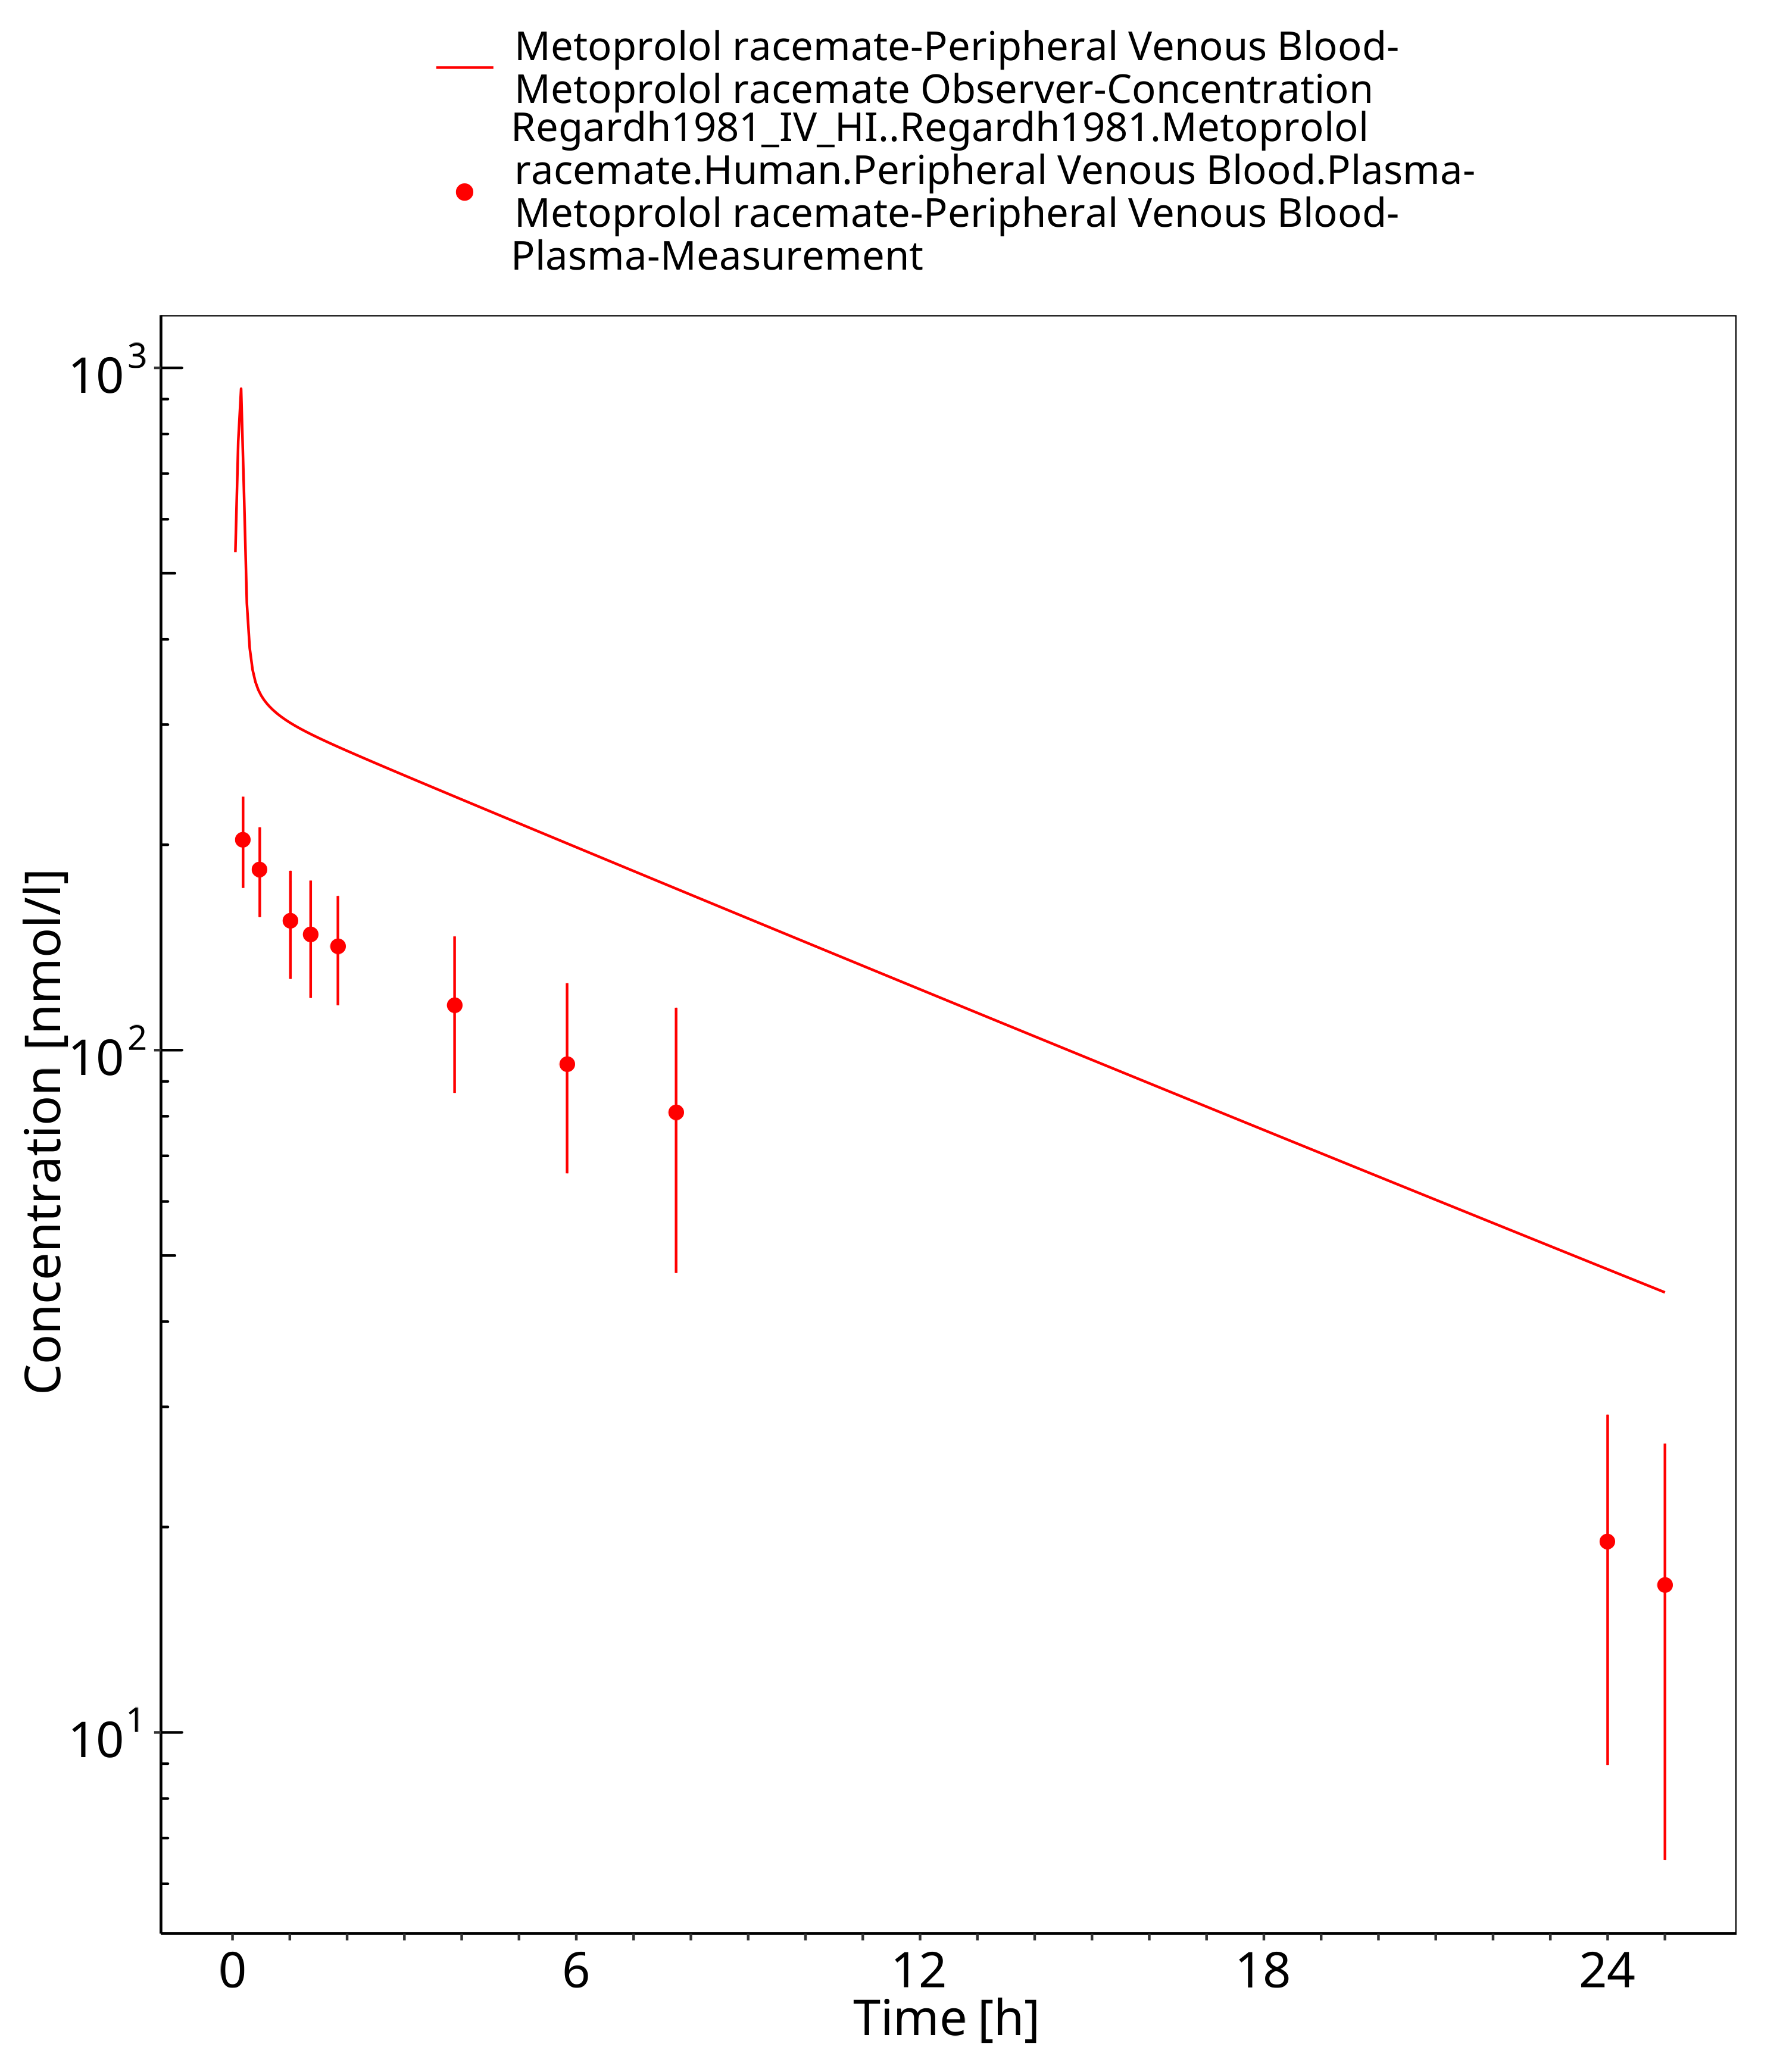 Metoprolol racemate-Peripheral Venous Blood-
Metoprolol racemate Observer-Concentration
Regardh1981_IV_HI..Regardh1981.Metoprolol
racemate.Human.Peripheral Venous Blood.Plasma-
Metoprolol racemate-Peripheral Venous Blood-
Plasma-Measurement
10³
10²
10¹
Concentration [nmol/l]
0 6 12 18 24
Time [h]